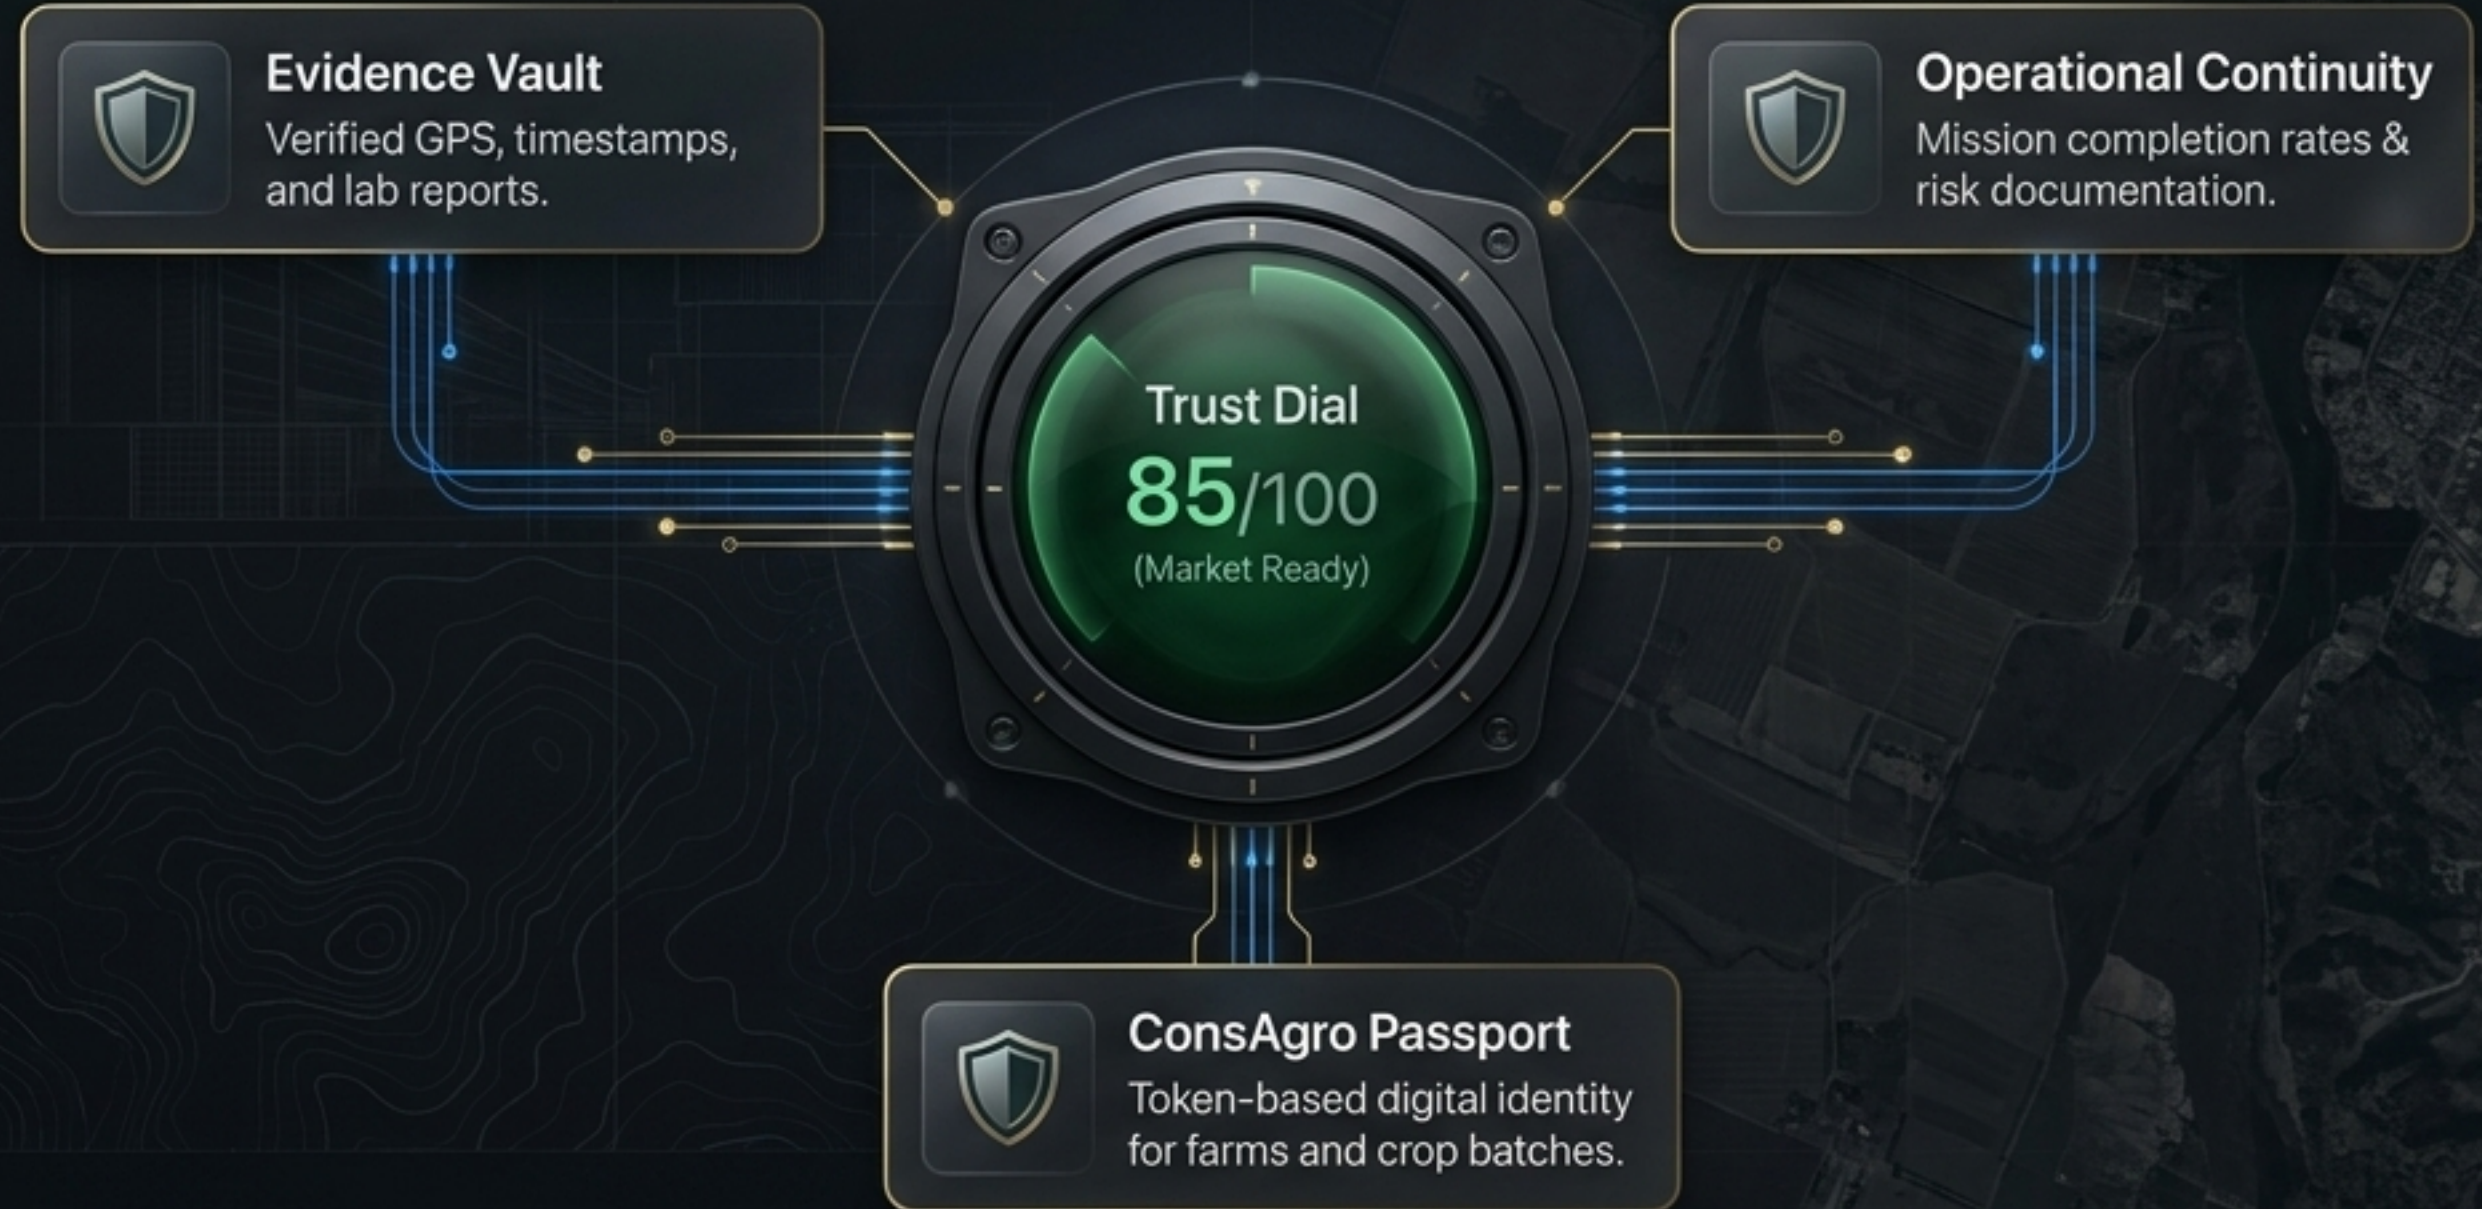 Evidence Vault
Verified GPS, timestamps,
and lab reports.
Operational Continuity
Mission completion rates &
risk documentation.
Trust Dial
85/100
(Market Ready)
ConsAgro Passport
Token-based digital identity
for farms and crop batches.